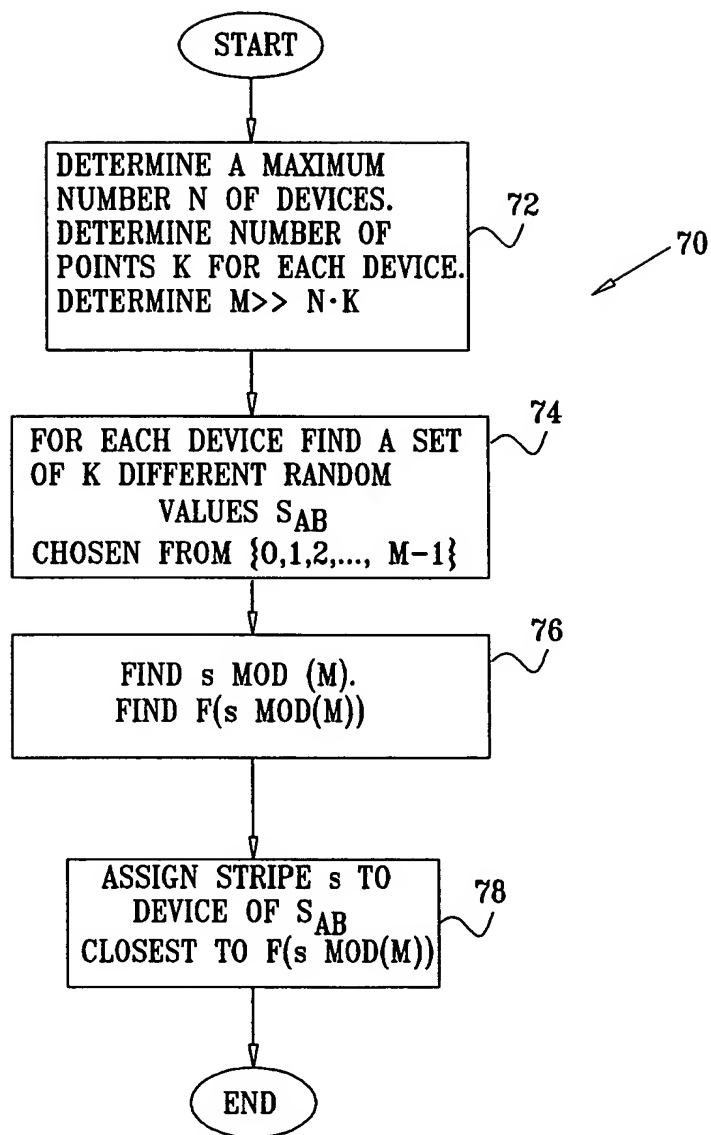 START
DETERMINE A MAXIMUM
NUMBER N OF DEVICES.
DETERMINE NUMBER OF
POINTS K FOR EACH DEVICE.
DETERMINE M>> N·K
72
70
FOR EACH DEVICE FIND A SET
OF K DIFFERENT RANDOM
VALUES SAB
CHOSEN FROM {0,1,2,..., M-1}
74
FIND s MOD (M).
FIND F(s MOD(M))
76
ASSIGN STRIPE s TO
DEVICE OF SAB
CLOSEST TO F(s MOD(M))
78
END